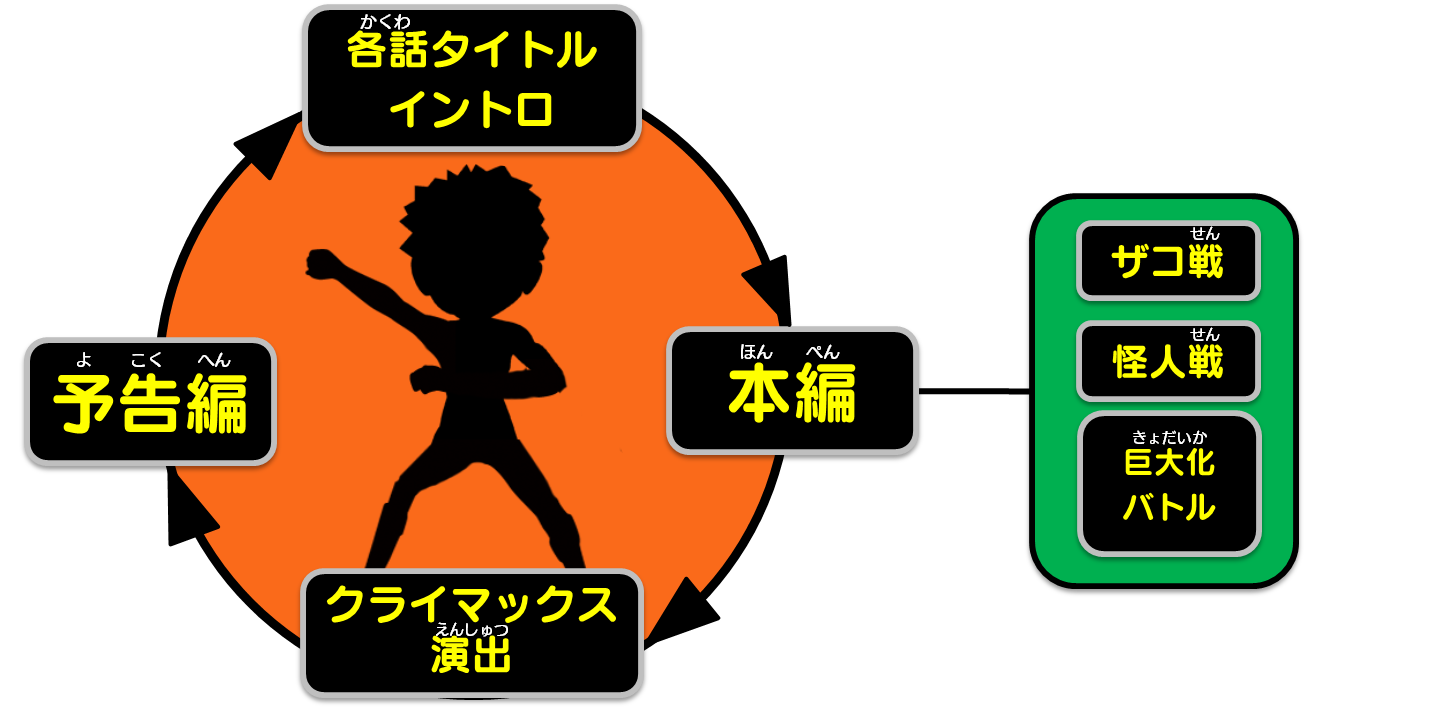 かくわ
各話タイトル
イントロ
せん
ザコ戦
せん
怪人戦
ほん ぺん
本編
よ こく へん
予告編
きょだいか
巨大化
バトル
クライマックス
えんしゅつ
演出